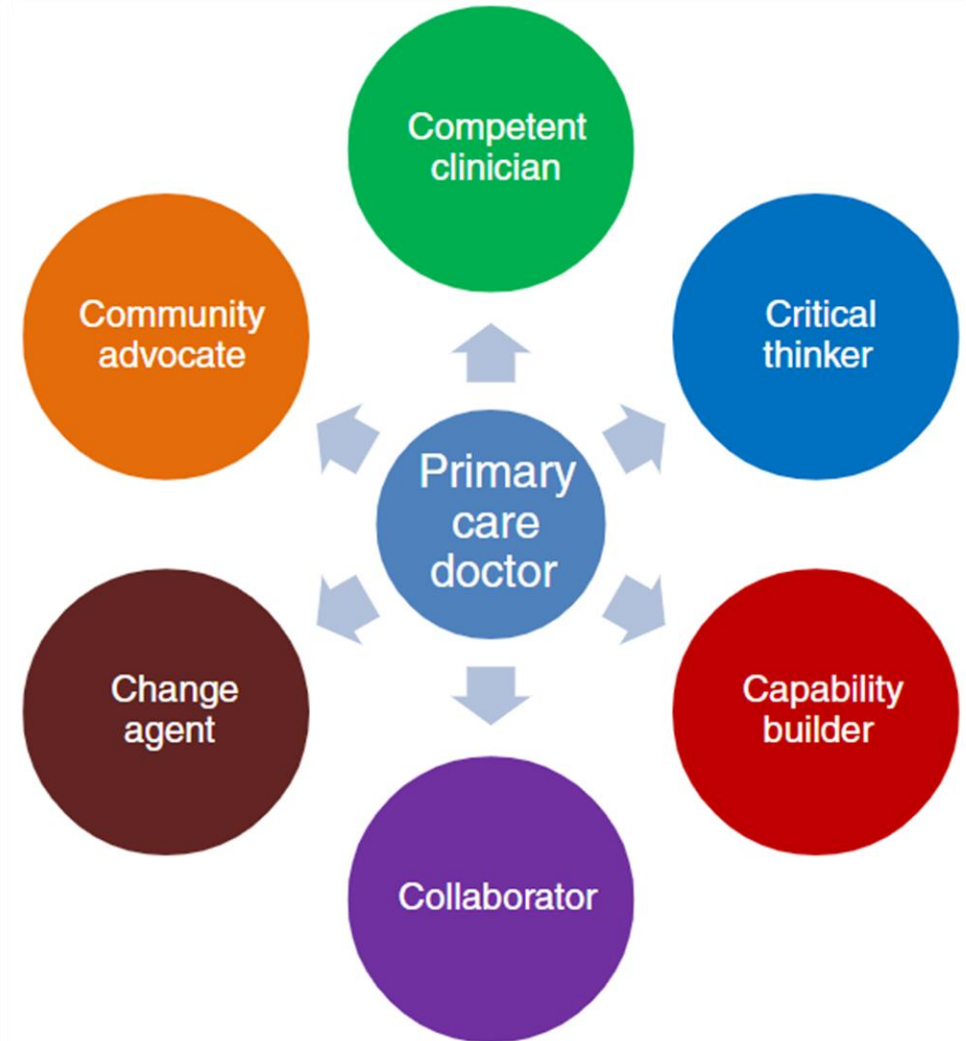 Competent
clinician
Critical
thinker
Capability
builder
Collaborator
Change
agent
Community
advocate
Primary
care
doctor